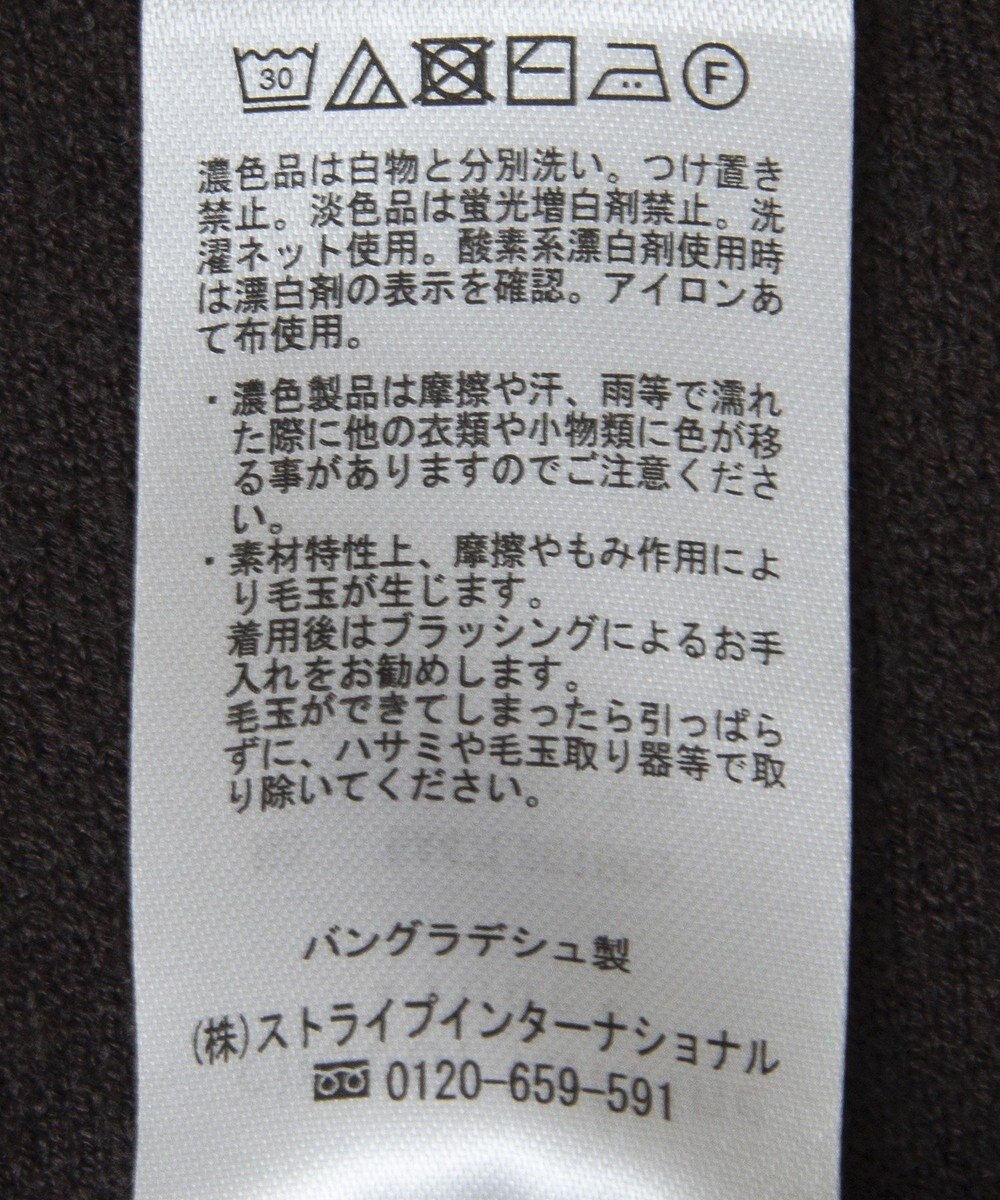 30 F
濃色品は白物と分別洗い。つけ置き
禁止。淡色品は蛍光増白剤禁止。洗
濯ネット使用。酸素系漂白剤使用時
は漂白剤の表示を確認。アイロンあ
て布使用。
・濃色製品は摩擦や汗、雨等で濡れ
た際に他の衣類や小物類に色が移
る事がありますのでご注意くださ
い。
・素材特性上、摩擦やもみ作用によ
り毛玉が生じます。
着用後はブラッシングによるお手
入れをお勧めします。
毛玉ができてしまったら引っぱら
ずに、ハサミや毛玉取り器等で取
り除いてください。
バングラデシュ製
(株)ストライプインターナショナル
0120-659-591